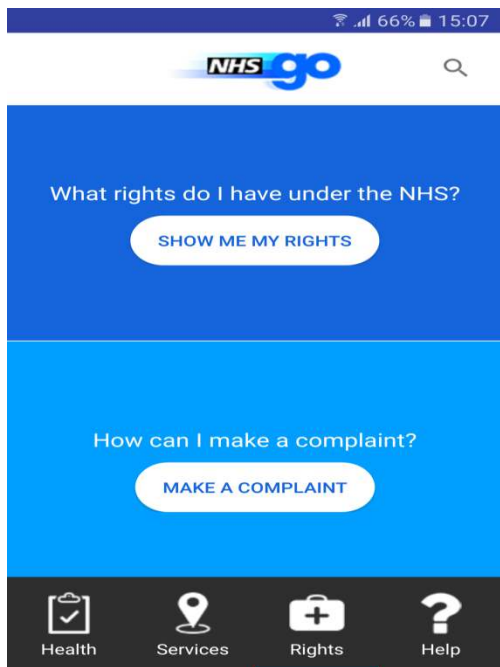 66% 15:07
NHS go
What rights do I have under the NHS?
SHOW ME MY RIGHTS
How can I make a complaint?
MAKE A COMPLAINT
Health Services Rights Help